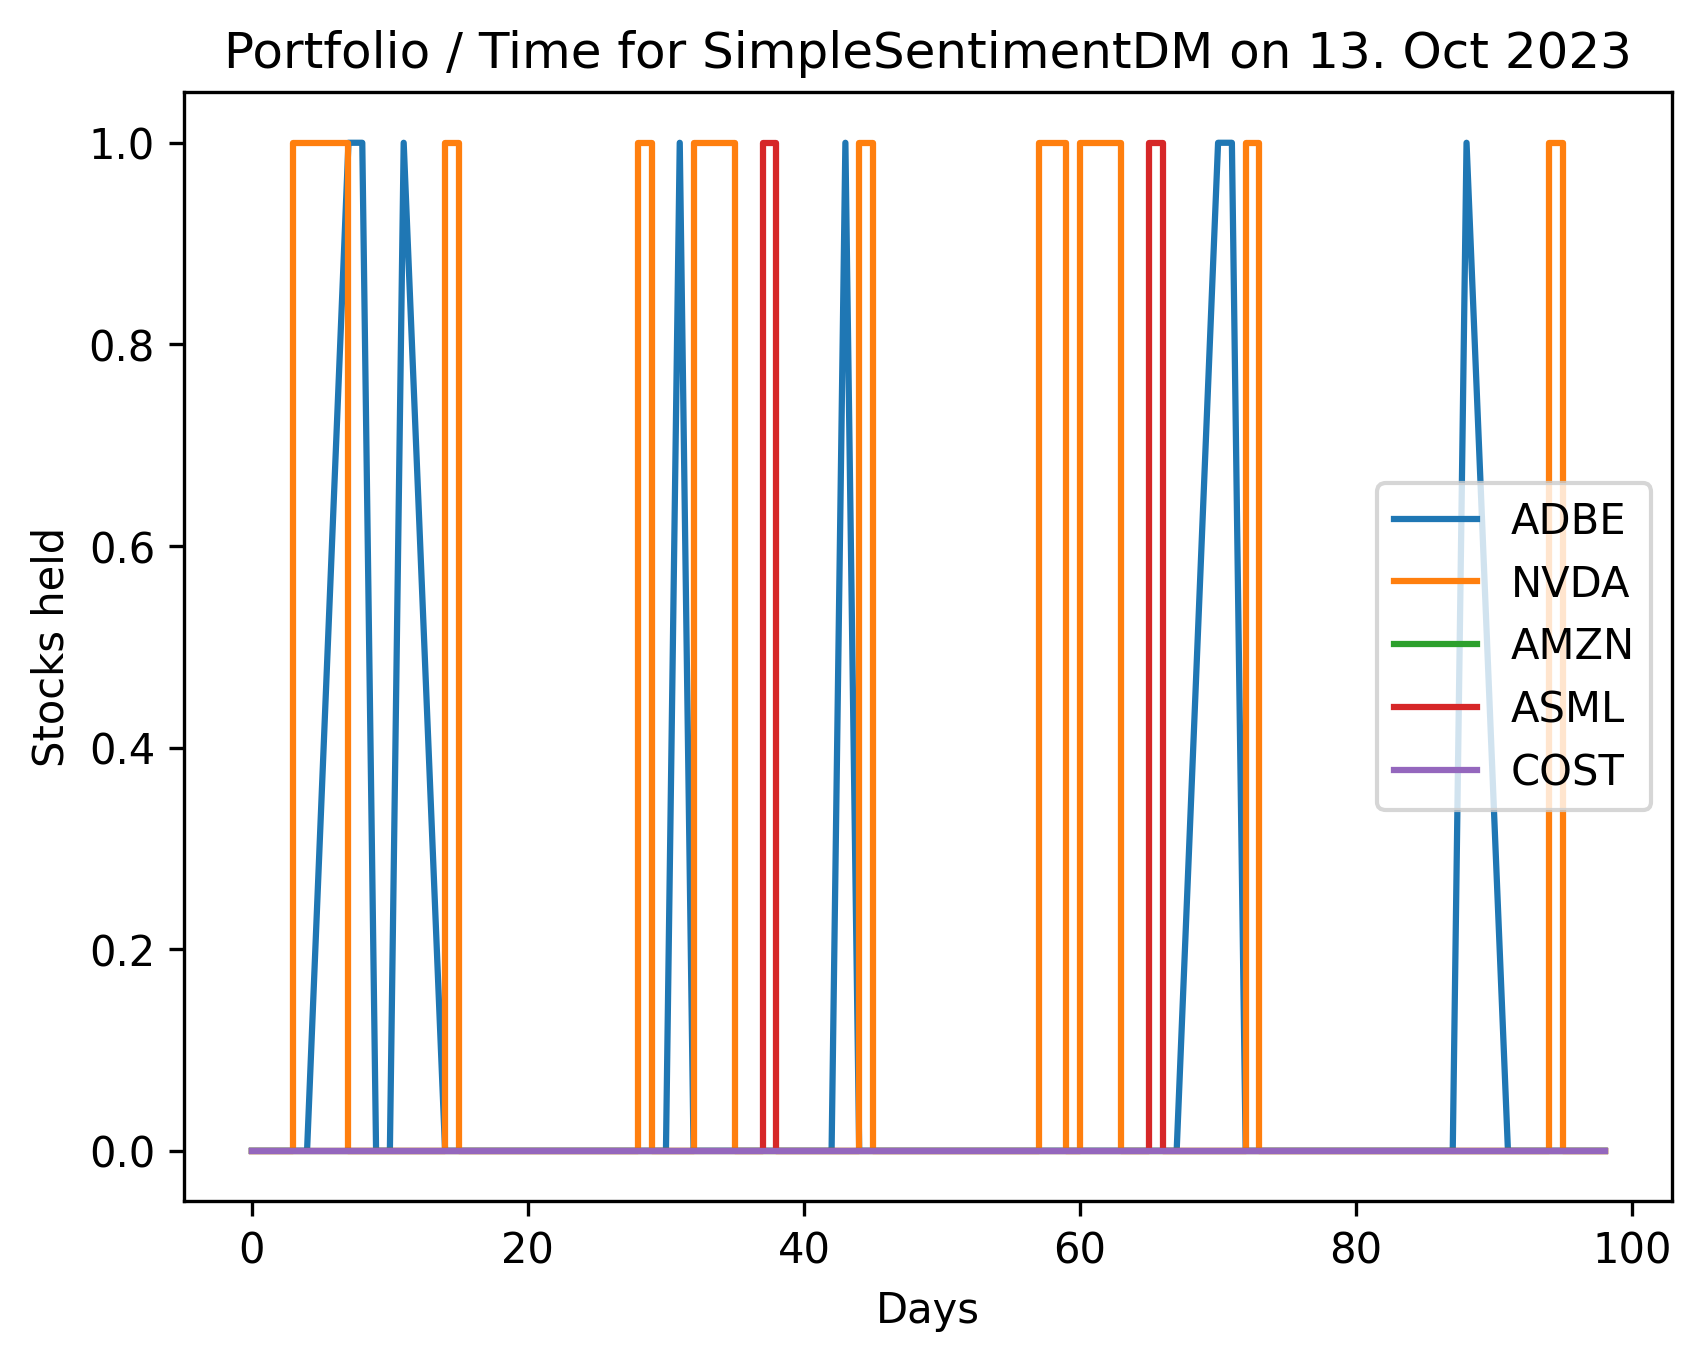 Portfolio / Time for SimpleSentimentDM on 13. Oct 2023
1.0
0.8
0.6
0.4
0.2
0.0
Stocks held
ADBE
NVDA
AMZN
ASML
COST
0 20 40 60 80 100
Days